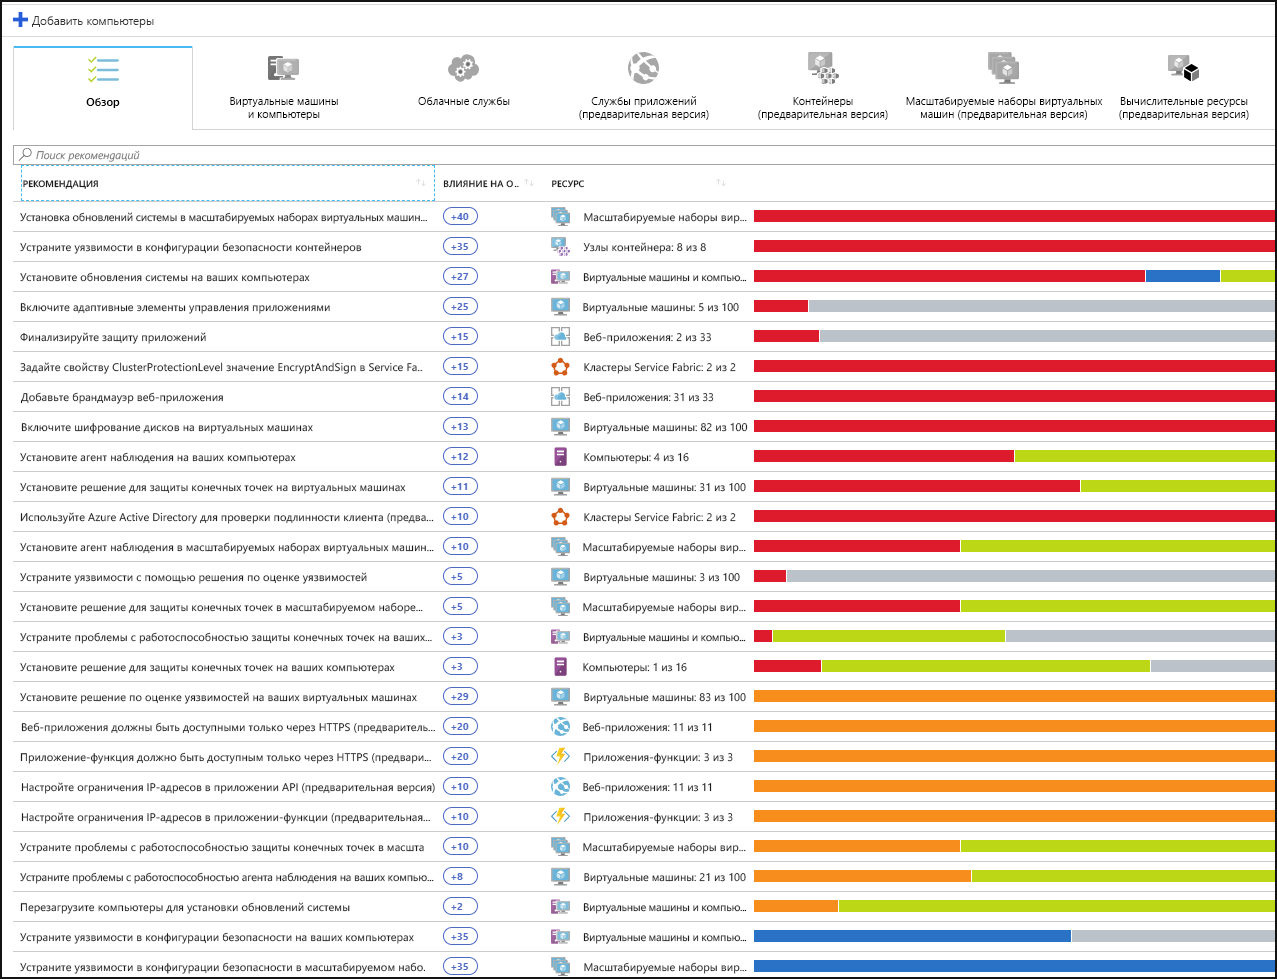 Добавить компьютеры
Обзор
Виртуальные машины
и компьютеры
Облачные службы
Службы приложений
(предварительная версия)
Контейнеры
(предварительная версия)
Масштабируемые наборы виртуальных
машин (предварительная версия)
Вычислительные ресурсы
(предварительная версия)
Поиск рекомендаций
РЕКОМЕНДАЦИЯ ВЛИЯНИЕ НА О.. РЕСУРС
Установка обновлений системы в масштабируемых наборах виртуальных машин... +40 Масштабируемые наборы вир...
Устраните уязвимости в конфигурации безопасности контейнеров +35 Узлы контейнера: 8 из 8
Установите обновления системы на ваших компьютерах +27 Виртуальные машины и компью...
Включите адаптивные элементы управления приложениями +25 Виртуальные машины: 5 из 100
Финализируйте защиту приложений +15 Веб-приложения: 2 из 33
Задайте свойству ClusterProtectionLevel значение EncryptAndSign в Service Fa.. +15 Кластеры Service Fabric: 2 из 2
Добавьте брандмауэр веб-приложения +14 Веб-приложения: 31 из 33
Включите шифрование дисков на виртуальных машинах +13 Виртуальные машины: 82 из 100
Установите агент наблюдения на ваших компьютерах +12 Компьютеры: 4 из 16
Установите решение для защиты конечных точек на виртуальных машинах +11 Виртуальные машины: 31 из 100
Используйте Azure Active Directory для проверки подлинности клиента (предва... +10 Кластеры Service Fabric: 2 из 2
Установите агент наблюдения в масштабируемых наборах виртуальных машин... +10 Масштабируемые наборы вир...
Устраните уязвимости с помощью решения по оценке уязвимостей +5 Виртуальные машины: 3 из 100
Установите решение для защиты конечных точек в масштабируемом наборе... +5 Масштабируемые наборы вир...
Устраните проблемы с работоспособностью защиты конечных точек на ваших... +3 Виртуальные машины и компью...
Установите решение для защиты конечных точек на ваших компьютерах +3 Компьютеры: 1 из 16
Установите решение по оценке уязвимостей на ваших виртуальных машинах +29 Виртуальные машины: 83 из 100
Веб-приложения должны быть доступными только через HTTPS (предваритель... +20 Веб-приложения: 11 из 11
Приложение-функция должно быть доступным только через HTTPS (предвари... +20 Приложения-функции: 3 из 3
Настройте ограничения IP-адресов в приложении API (предварительная версия) +10 Веб-приложения: 11 из 11
Настройте ограничения IP-адресов в приложении-функции (предварительная... +10 Приложения-функции: 3 из 3
Устраните проблемы с работоспособностью защиты конечных точек в масшта +10 Масштабируемые наборы вир...
Устраните проблемы с работоспособностью агента наблюдения на ваших компью... +8 Виртуальные машины: 21 из 100
Перезагрузите компьютеры для установки обновлений системы +2 Виртуальные машины и компью...
Устраните уязвимости в конфигурации безопасности на ваших компьютерах +35 Виртуальные машины и компью...
Устраните уязвимости в конфигурации безопасности в масштабируемом набо. +35 Масштабируемые наборы вир...